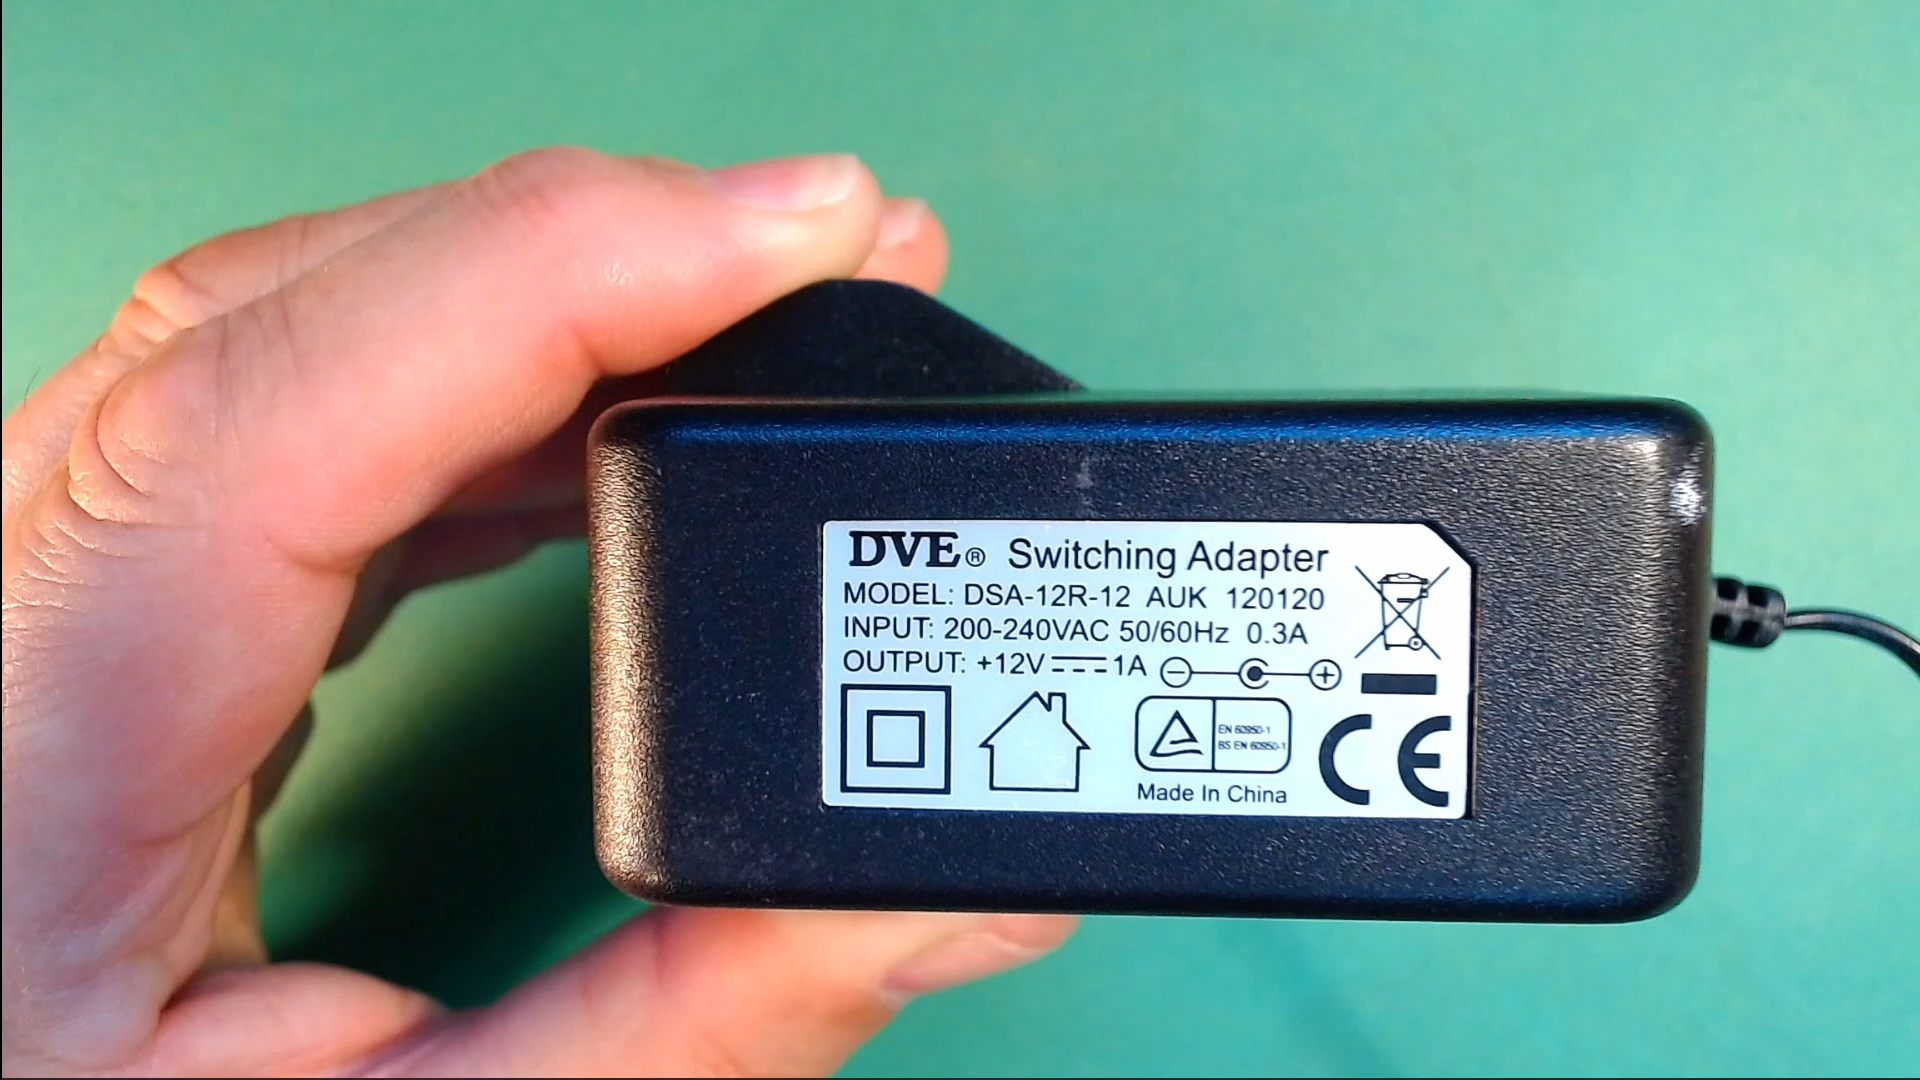 DVE® Switching Adapter
MODEL: DSA-12R-12 AUK 120120
INPUT: 200-240VAC 50/60Hz 0.3A
OUTPUT: +12V⎓1A
EN 60950-1
BS EN 60950-1
Made In China
CE